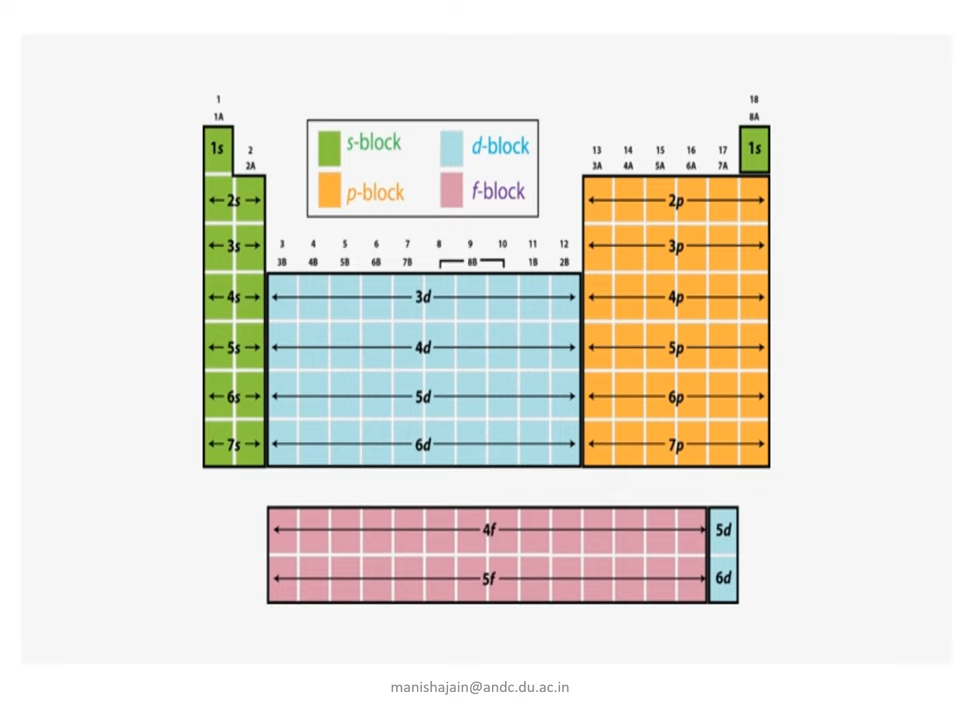 1 18
1A 8A
s-block d-block
p-block f-block
1s 2 13 14 15 16 17 1s
2A 3A 4A 5A 6A 7A
2s 2p
3 4 5 6 7 8 9 10 11 12
3s 3p
3B 4B 5B 6B 7B 8B 1B 2B
4s 3d 4p
5s 4d 5p
6s 5d 6p
7s 6d 7p
4f 5d
5f 6d
manishajain@andc.du.ac.in